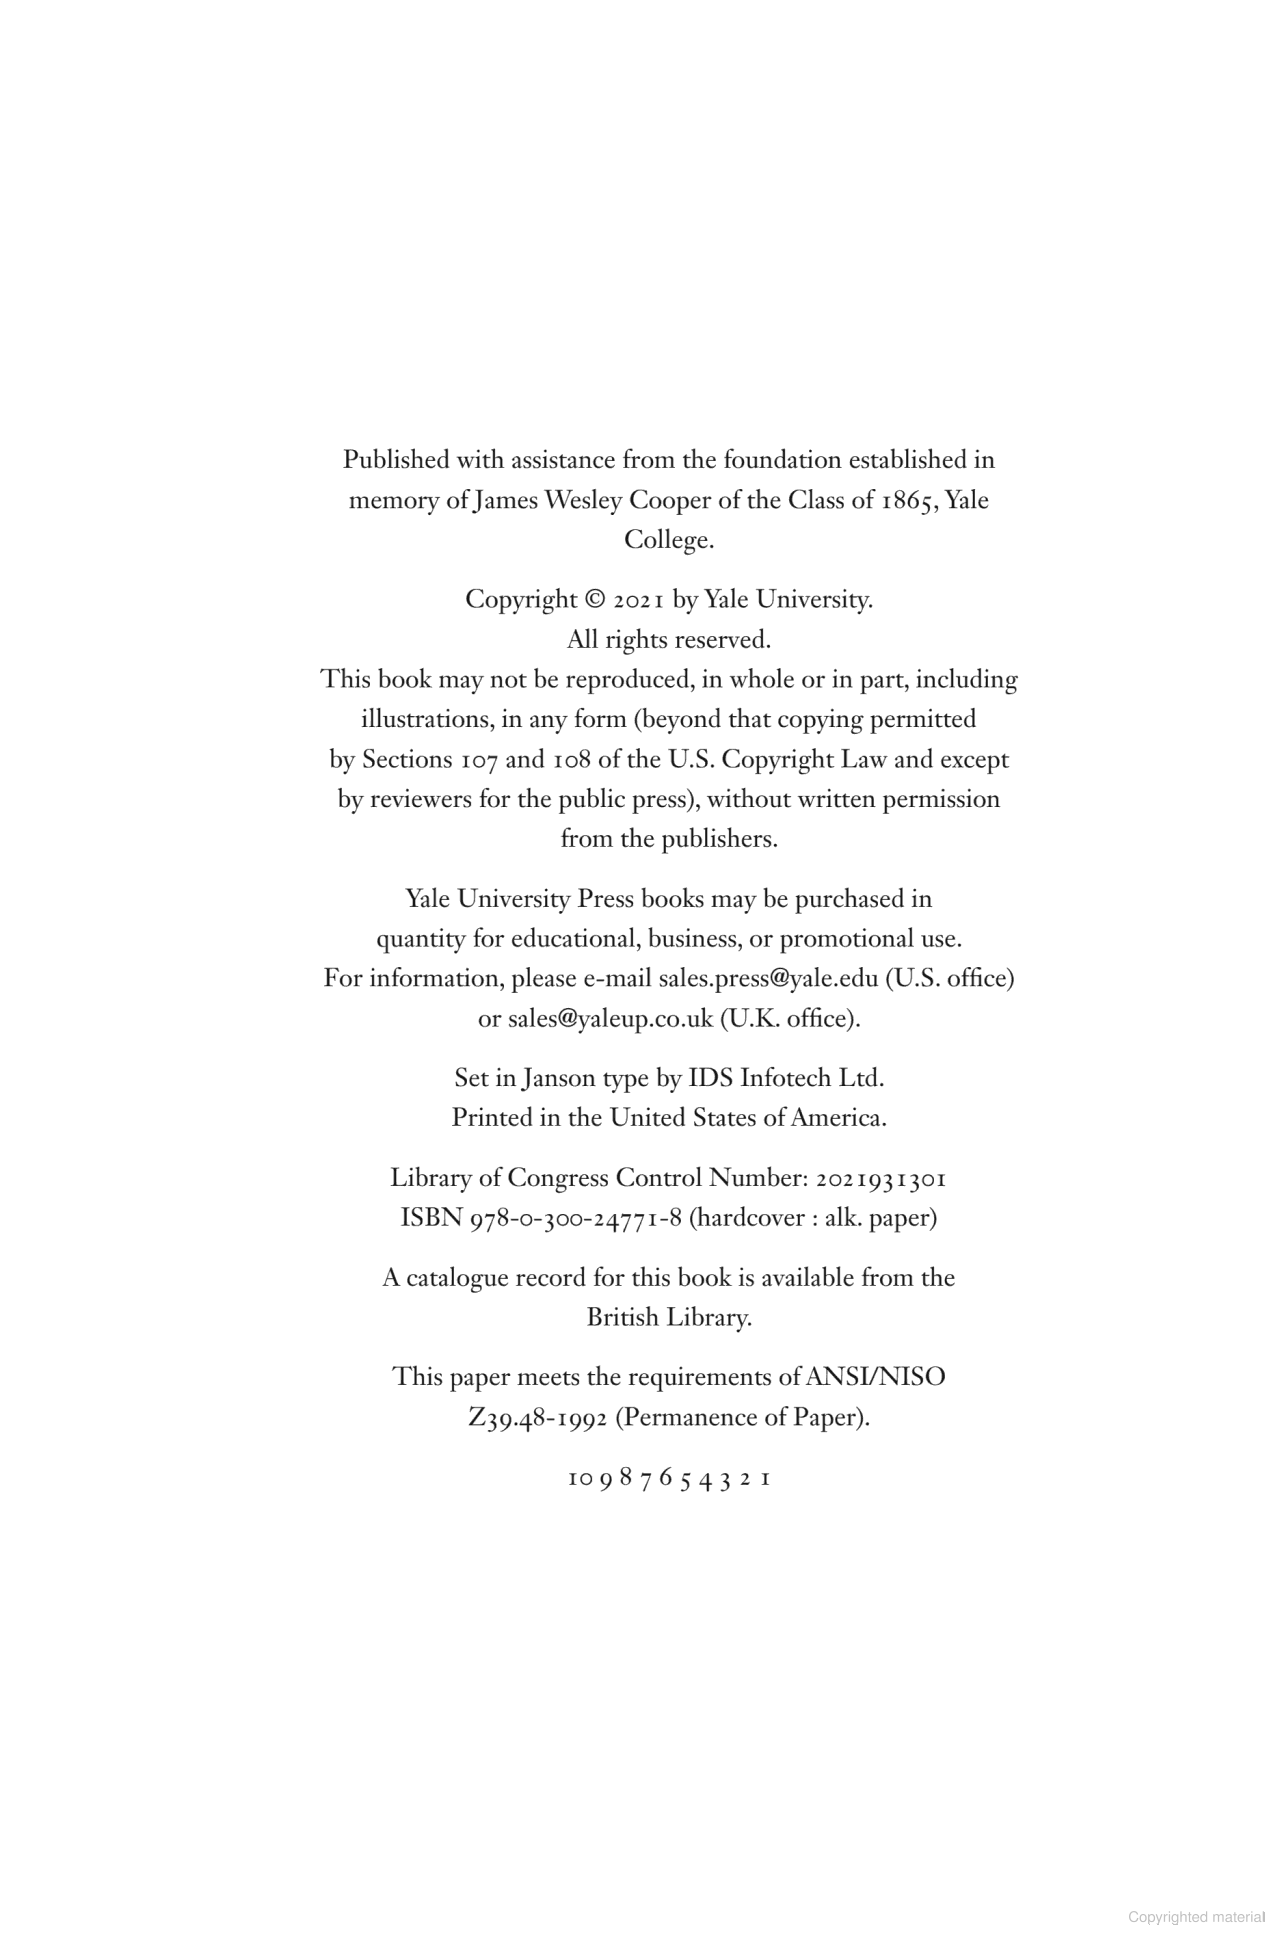 Published with assistance from the foundation established in
memory of James Wesley Cooper of the Class of 1865, Yale
College.
Copyright © 2021 by Yale University.
All rights reserved.
This book may not be reproduced, in whole or in part, including
illustrations, in any form (beyond that copying permitted
by Sections 107 and 108 of the U.S. Copyright Law and except
by reviewers for the public press), without written permission
from the publishers.
Yale University Press books may be purchased in
quantity for educational, business, or promotional use.
For information, please e-mail sales.press@yale.edu (U.S. office)
or sales@yaleup.co.uk (U.K. office).
Set in Janson type by IDS Infotech Ltd.
Printed in the United States of America.
Library of Congress Control Number: 2021931301
ISBN 978-0-300-24771-8 (hardcover : alk. paper)
A catalogue record for this book is available from the
British Library.
This paper meets the requirements of ANSI/NISO
Z39.48-1992 (Permanence of Paper).
10 9 8 7 6 5 4 3 2 1
Copyrighted material